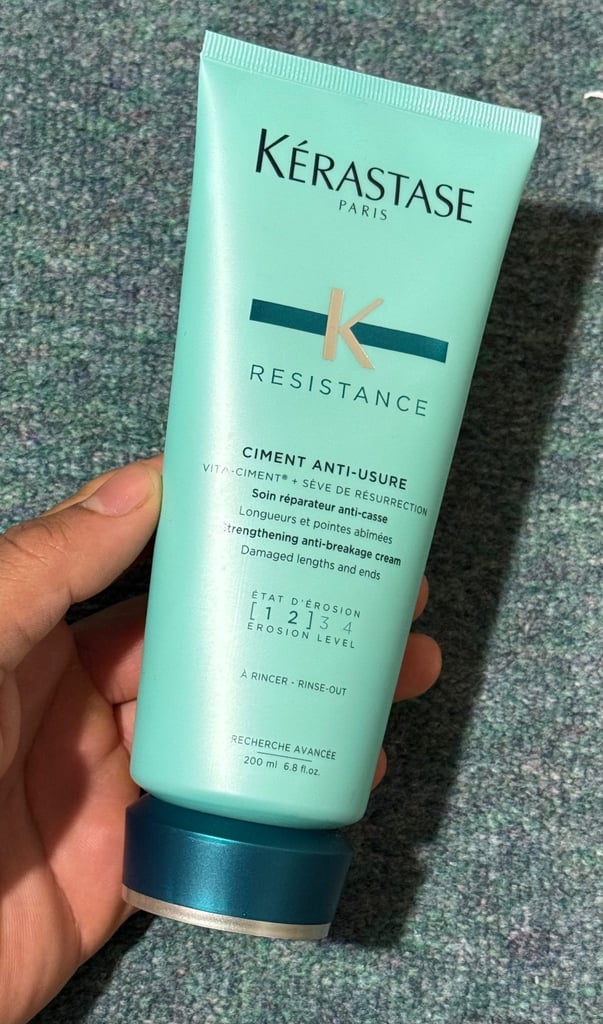 KÉRASTASE
PARIS
K
RESISTANCE
CIMENT ANTI-USURE
VITA-CIMENT® + SÈVE DE RÉSURRECTION
Soin réparateur anti-casse
Longueurs et pointes abîmées
Strengthening anti-breakage cream
Damaged lengths and ends
ÉTAT D'ÉROSION
[1 2]3 4
EROSION LEVEL
À RINCER - RINSE-OUT
RECHERCHE AVANCÉE
200 ml 6.8 fl.oz.